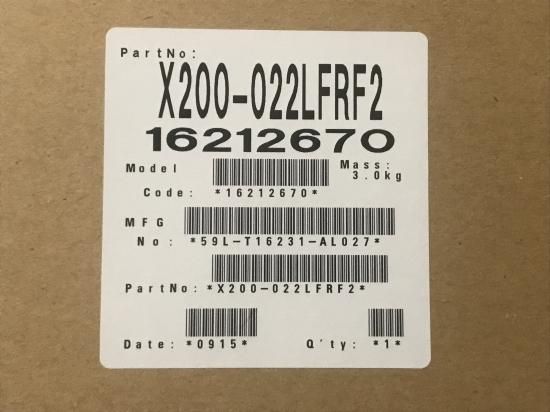 PartNo:
X200-022LFRF2
16212670
Model
Mass:
3.0kg
Code: *16212670*
MFG
No: *59L-T16231-AL027*
PartNo: *X200-022LFRF2*
Date: *0915* Q'ty: *1*